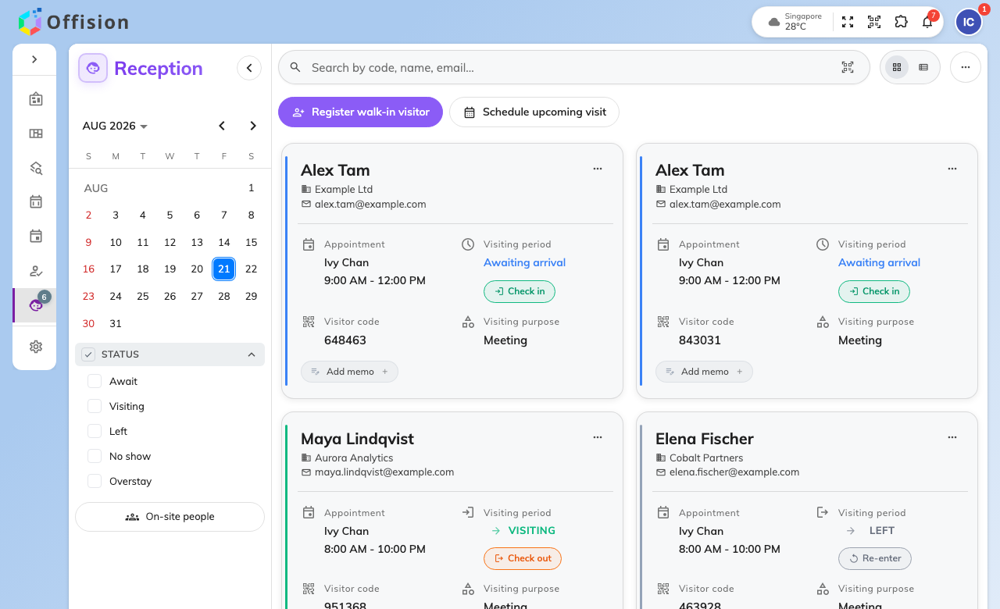 Offision
Singapore
28°C
7
IC
1
Reception
Search by code, name, email...
AUG 2026
S M T W T F S
AUG 1
2 3 4 5 6 7 8
9 10 11 12 13 14 15
16 17 18 19 20 21 22
23 24 25 26 27 28 29
30 31
6
STATUS
Await
Visiting
Left
No show
Overstay
On-site people
Register walk-in visitor
Schedule upcoming visit
Alex Tam
Example Ltd
alex.tam@example.com
Appointment
Ivy Chan
9:00 AM - 12:00 PM
Visiting period
Awaiting arrival
Check in
Visitor code
648463
Visiting purpose
Meeting
Add memo +
Alex Tam
Example Ltd
alex.tam@example.com
Appointment
Ivy Chan
9:00 AM - 12:00 PM
Visiting period
Awaiting arrival
Check in
Visitor code
843031
Visiting purpose
Meeting
Add memo +
Maya Lindqvist
Aurora Analytics
maya.lindqvist@example.com
Appointment
Ivy Chan
8:00 AM - 10:00 PM
Visiting period
VISITING
Check out
Visitor code
951368
Visiting purpose
Meeting
Elena Fischer
Cobalt Partners
elena.fischer@example.com
Appointment
Ivy Chan
8:00 AM - 10:00 PM
Visiting period
LEFT
Re-enter
Visitor code
463928
Visiting purpose
Meeting